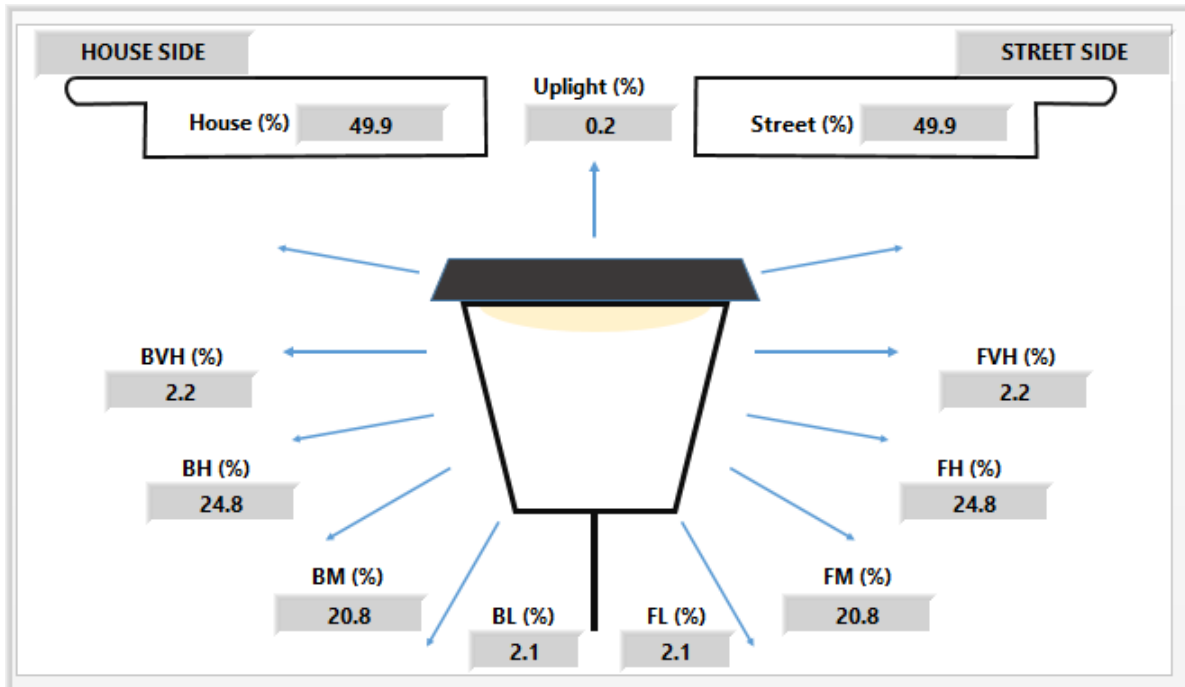 HOUSE SIDE
STREET SIDE
Uplight (%)
House (%) 49.9
0.2
Street (%) 49.9
BVH (%)
2.2
FVH (%)
2.2
BH (%)
24.8
FH (%)
24.8
BM (%)
20.8
FM (%)
20.8
BL (%)
2.1
FL (%)
2.1